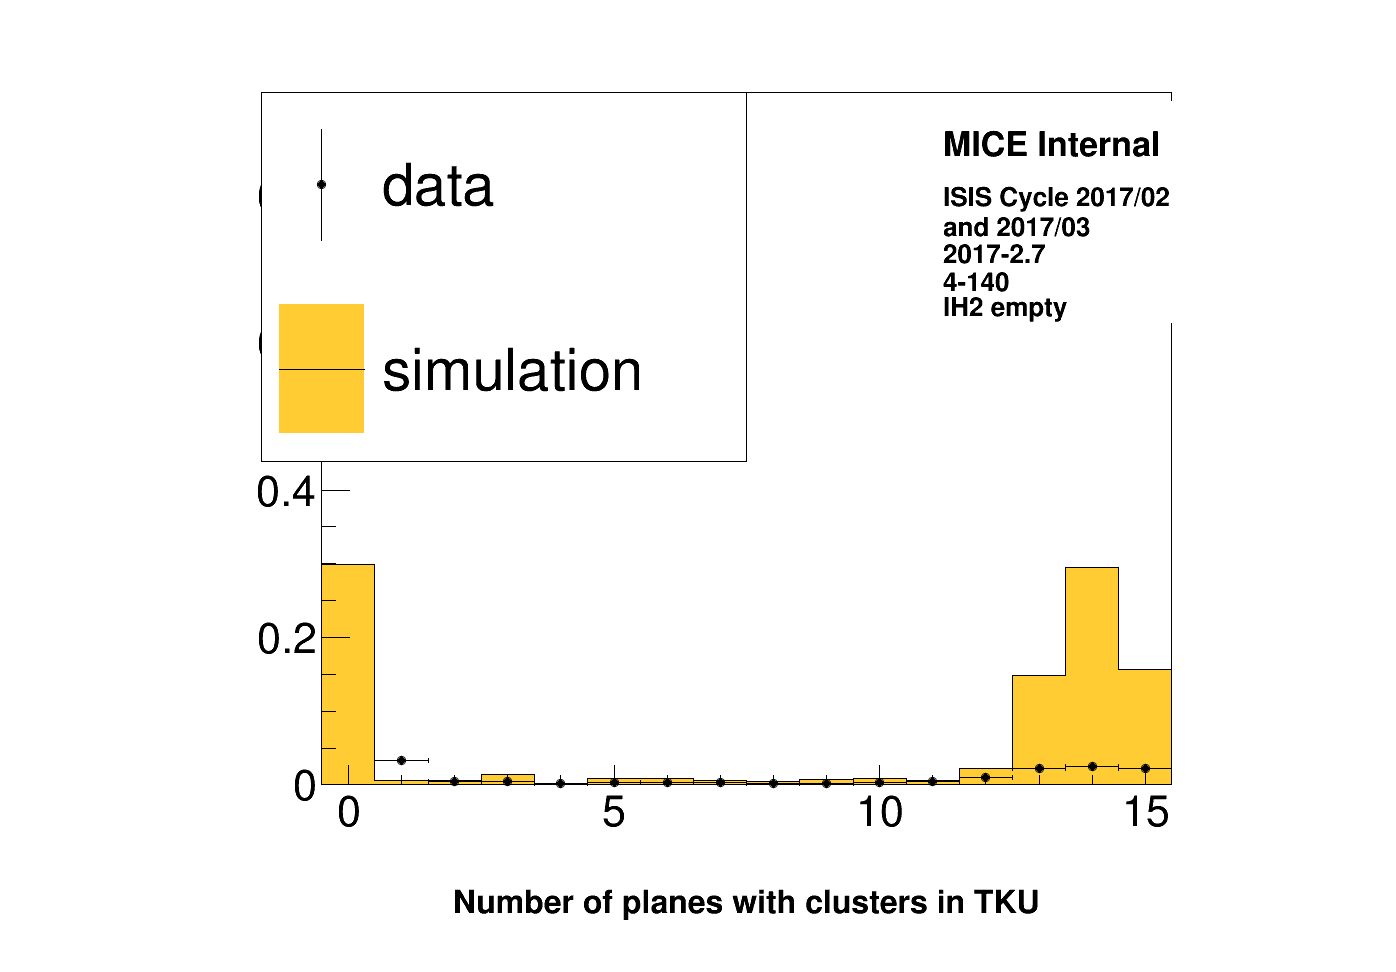 data
simulation
MICE Internal
ISIS Cycle 2017/02
and 2017/03
2017-2.7
4-140
IH2 empty
0.4
0.2
0
0 5 10 15
Number of planes with clusters in TKU